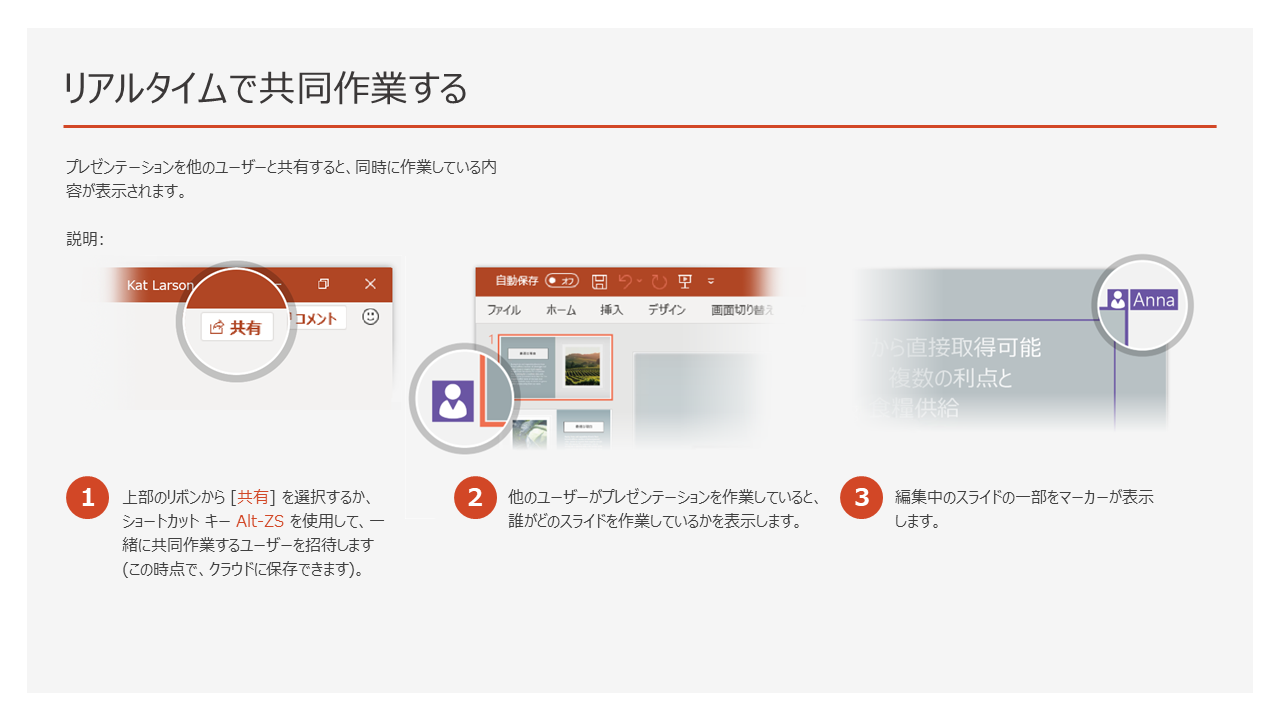 リアルタイムで共同作業する
プレゼンテーションを他のユーザーと共有すると、同時に作業している内
容が表示されます。
説明:
Kat Larson
共有
コメント
自動保存 オフ
ファイル ホーム 挿入 デザイン 画面切り替え
1
Anna
から直接取得可能
複数の利点と
食糧供給
1
上部のリボンから [共有] を選択するか、
ショートカット キー Alt-ZS を使用して、一
緒に共同作業するユーザーを招待します
(この時点で、クラウドに保存できます)。
2
他のユーザーがプレゼンテーションを作業していると、
誰がどのスライドを作業しているかを表示します。
3
編集中のスライドの一部をマーカーが表示
します。